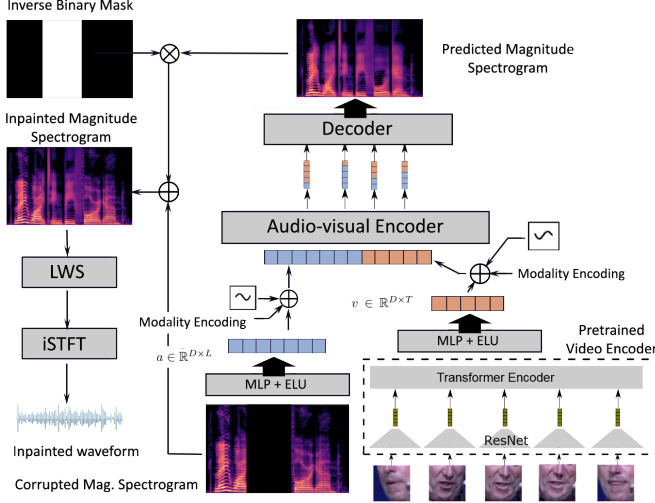 Inverse Binary Mask
Predicted Magnitude
Spectrogram
Inpainted Magnitude
Spectrogram
Decoder
Audio-visual Encoder
LWS
Modality Encoding
v ∈ ℝ^{D×T}
Modality Encoding
iSTFT
a ∈ ℝ^{D×L}
MLP + ELU
Pretrained
Video Encoder
MLP + ELU
Transformer Encoder
ResNet
Inpainted waveform
Corrupted Mag. Spectrogram